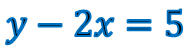 y − 2x = 5